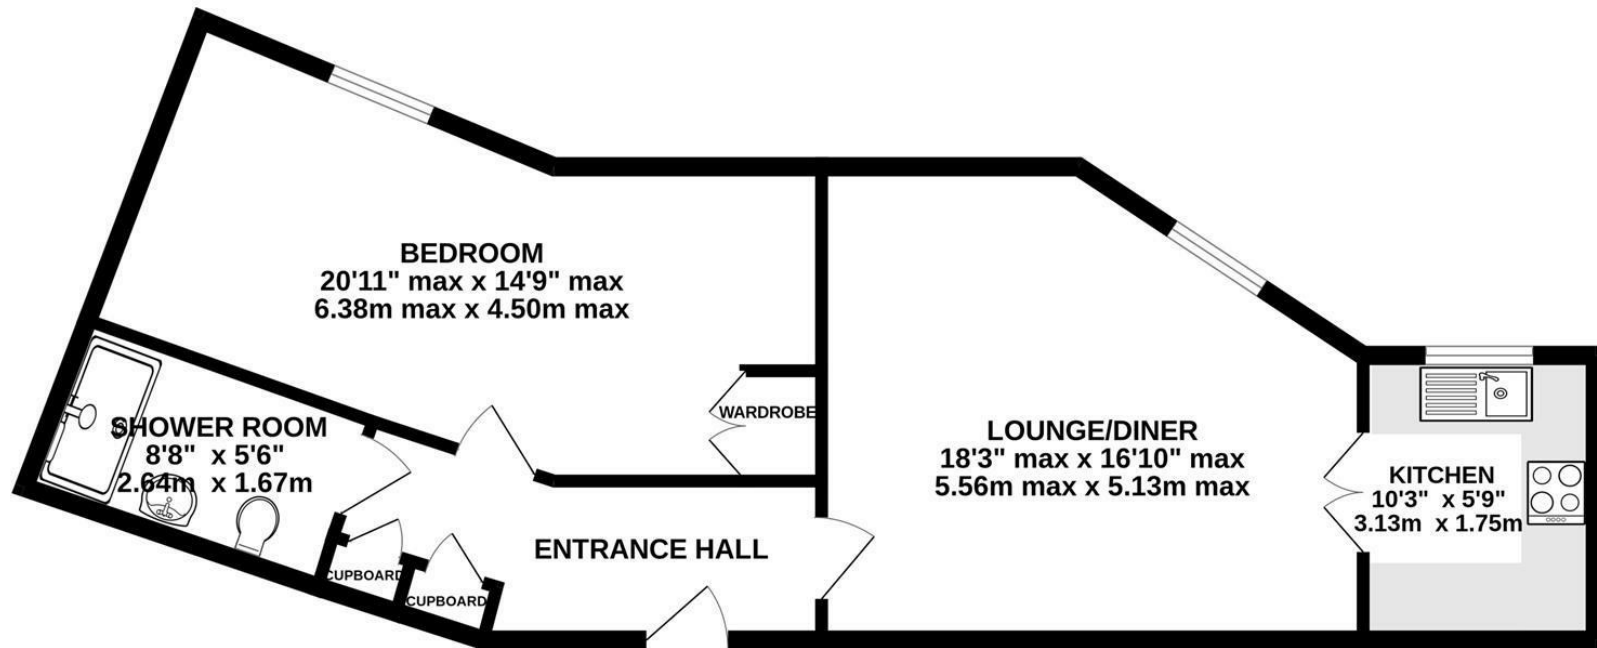 BEDROOM
20'11" max x 14'9" max
6.38m max x 4.50m max
WARDROBE
SHOWER ROOM
8'8" x 5'6"
2.64m x 1.67m
LOUNGE/DINER
18'3" max x 16'10" max
5.56m max x 5.13m max
KITCHEN
10'3" x 5'9"
3.13m x 1.75m
ENTRANCE HALL
CUPBOARD
CUPBOARD